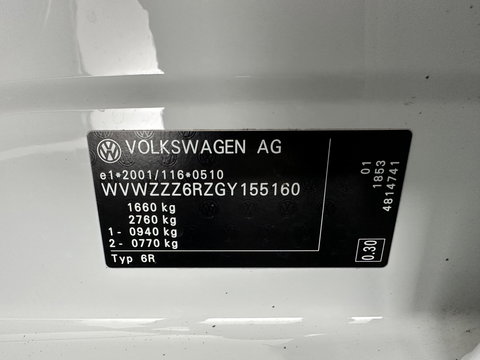 VOLKSWAGEN AG
e1*2001/116*0510
WVWZZZ6RZGY155160
1660 kg
2760 kg
1- 0940 kg
2- 0770 kg
Typ 6R
01
1853
4814741
0.30